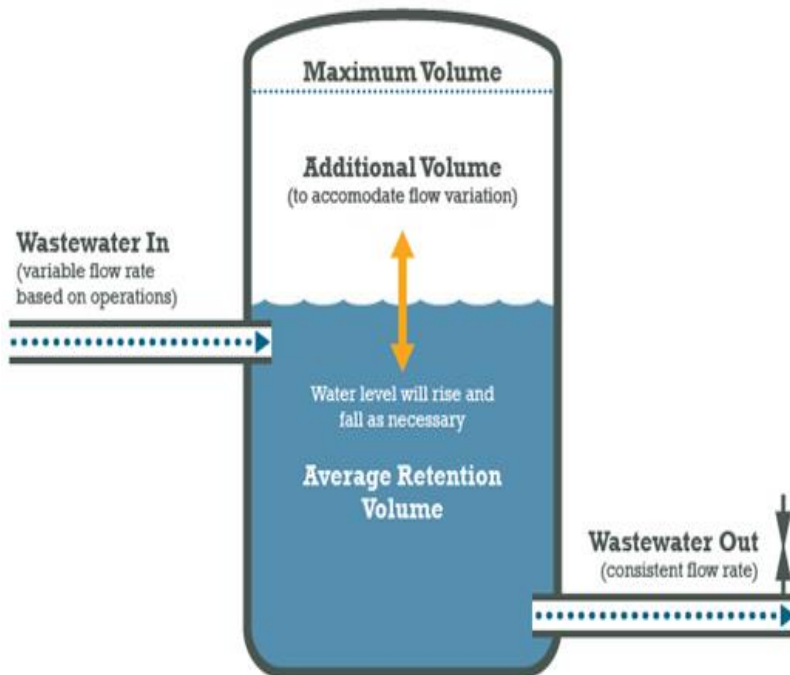 Maximum Volume
Additional Volume
(to accomodate flow variation)
Wastewater In
(variable flow rate
based on operations)
Water level will rise and
fall as necessary
Average Retention
Volume
Wastewater Out
(consistent flow rate)